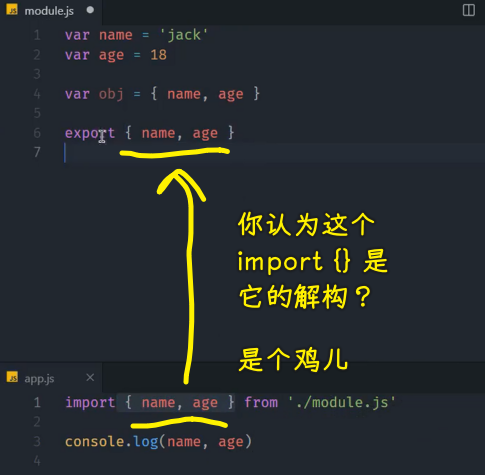 module.js
1 var name = 'jack'
2 var age = 18
3
4 var obj = { name, age }
5
6 export { name, age }
7
你认为这个
import {} 是
它的解构？
是个鸡儿
app.js
1 import { name, age } from './module.js'
2
3 console.log(name, age)
4